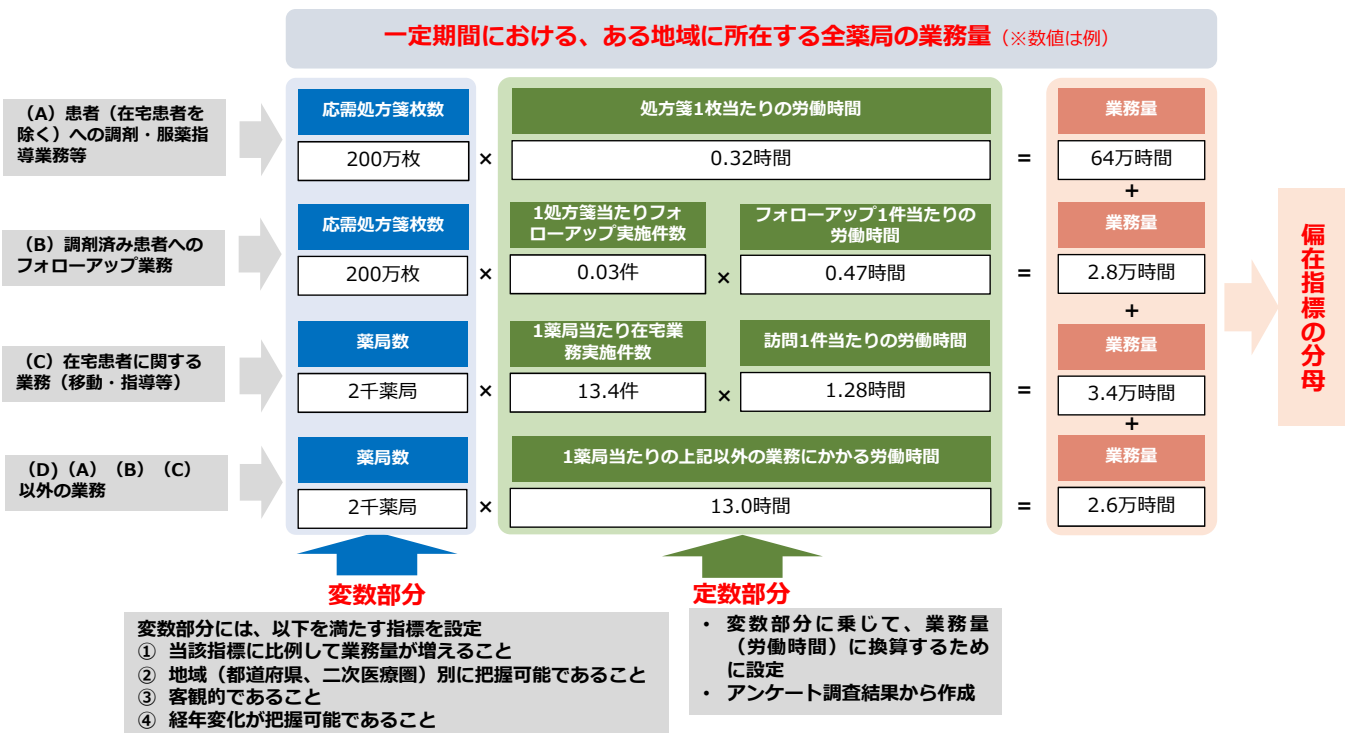 一定期間における、ある地域に所在する全薬局の業務量（※数値は例）
（A）患者（在宅患者を
除く）への調剤・服薬指
導業務等
応需処方箋枚数
処方箋1枚当たりの労働時間
業務量
200万枚
×
0.32時間
=
64万時間
+
（B）調剤済み患者への
フォローアップ業務
応需処方箋枚数
1処方箋当たりフォ
ローアップ実施件数
フォローアップ1件当たりの
労働時間
業務量
200万枚
×
0.03件
×
0.47時間
=
2.8万時間
+
（C）在宅患者に関する
業務（移動・指導等）
薬局数
1薬局当たり在宅業
務実施件数
訪問1件当たりの労働時間
業務量
2千薬局
×
13.4件
×
1.28時間
=
3.4万時間
+
（D)（A）（B）（C）
以外の業務
薬局数
1薬局当たりの上記以外の業務にかかる労働時間
業務量
2千薬局
×
13.0時間
=
2.6万時間
偏在指標の分母
変数部分
変数部分には、以下を満たす指標を設定
① 当該指標に比例して業務量が増えること
② 地域（都道府県、二次医療圏）別に把握可能であること
③ 客観的であること
④ 経年変化が把握可能であること
定数部分
・ 変数部分に乗じて、業務量
（労働時間）に換算するため
に設定
・ アンケート調査結果から作成